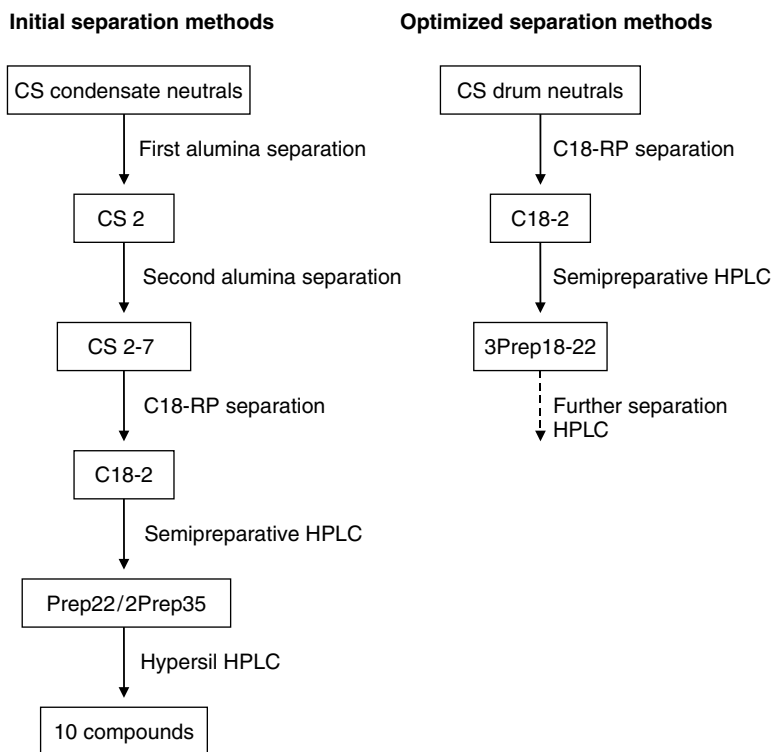 Initial separation methods
CS condensate neutrals
First alumina separation
CS 2
Second alumina separation
CS 2-7
C18-RP separation
C18-2
Semipreparative HPLC
Prep22/2Prep35
Hypersil HPLC
10 compounds
Optimized separation methods
CS drum neutrals
C18-RP separation
C18-2
Semipreparative HPLC
3Prep18-22
Further separation
HPLC